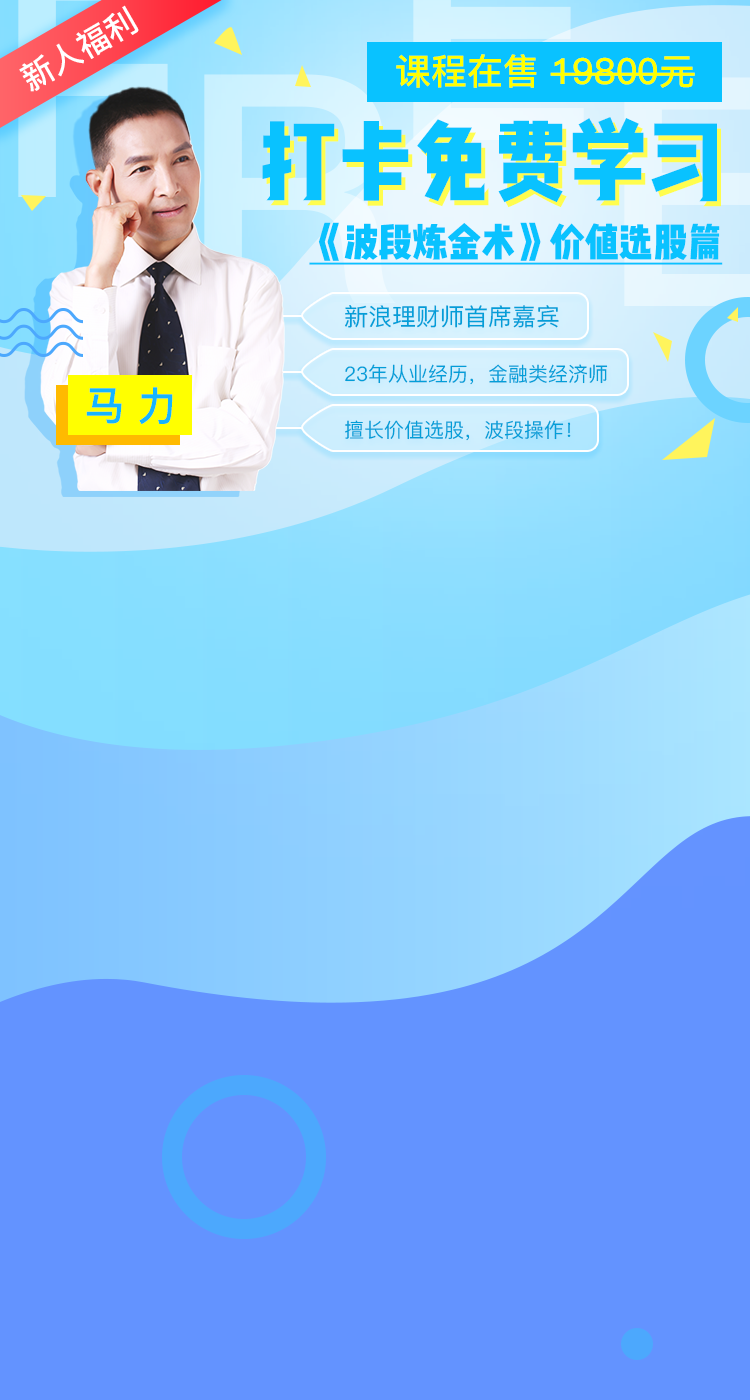 新人福利
课程在售 19800元
打卡免费学习
《波段炼金术》价值选股篇
新浪理财师首席嘉宾
23年从业经历，金融类经济师
马力
擅长价值选股，波段操作！